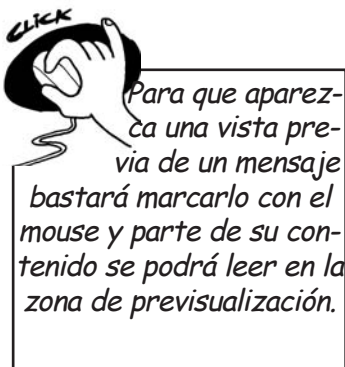 CLiCK
Para que aparez-
ca una vista pre-
via de un mensaje
bastará marcarlo con el
mouse y parte de su con-
tenido se podrá leer en la
zona de previsualización.